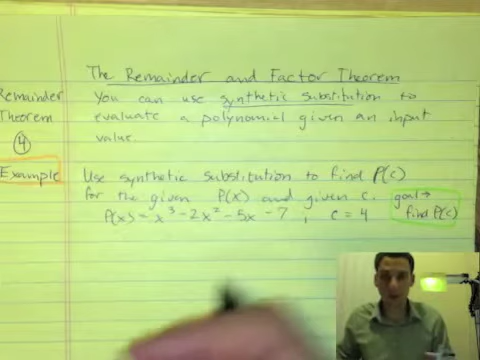 The Remainder and Factor Theorem
Remainder
Theorem
④
You can use synthetic substitution to
evaluate a polynomial given an input
value.
Example
Use synthetic substitution to find P(c)
for the given P(x) and given c.
P(x) = x³ - 2x² - 5x - 7 ; c = 4
goal →
find P(c)